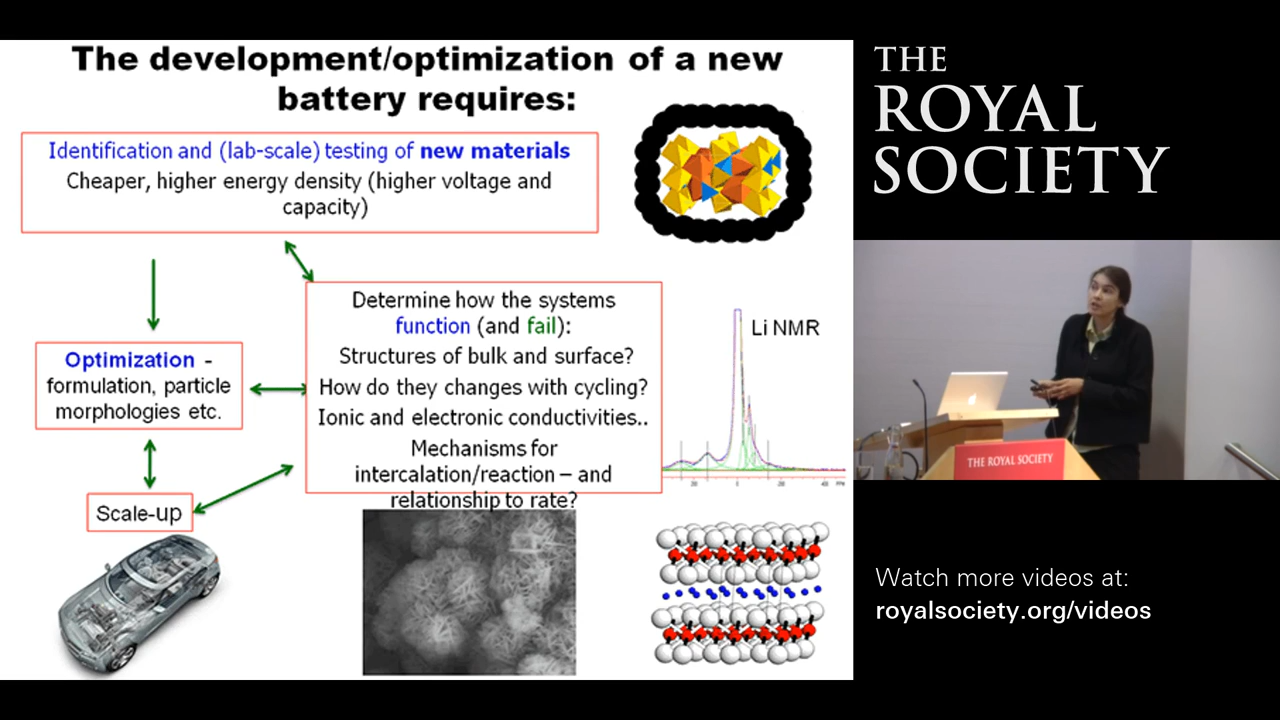 The development/optimization of a new
battery requires:
Identification and (lab-scale) testing of new materials
Cheaper, higher energy density (higher voltage and
capacity)
Determine how the systems
function (and fail):
Structures of bulk and surface?
How do they changes with cycling?
Ionic and electronic conductivities..
Mechanisms for
intercalation/reaction – and
relationship to rate?
Optimization -
formulation, particle
morphologies etc.
Scale-up
Li NMR
THE
ROYAL
SOCIETY
THE ROYAL SOCIETY
Watch more videos at:
royalsociety.org/videos